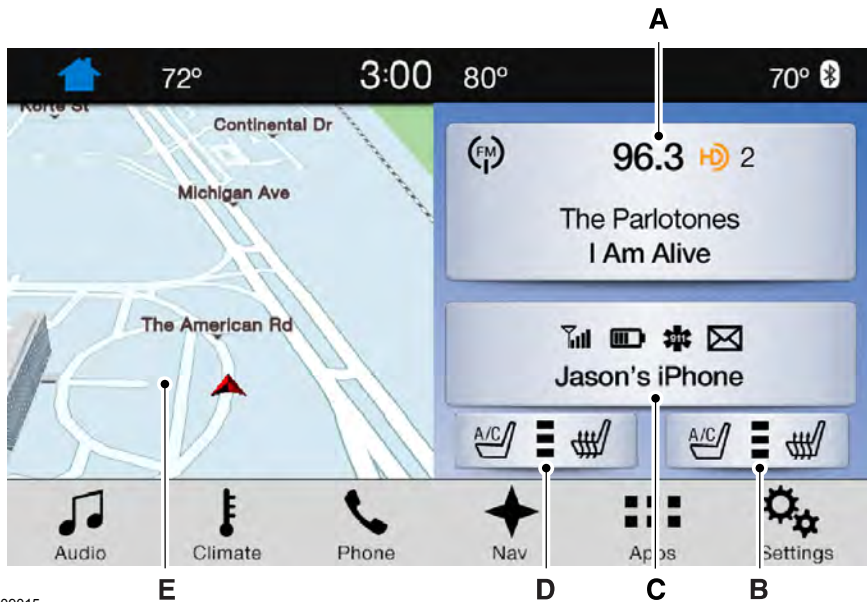 A
72° 3:00 80° 70°
Korte St
Continental Dr
Michigan Ave
The American Rd
FM 96.3 HD 2
The Parlotones
I Am Alive
911
Jason's iPhone
A/C A/C
Audio Climate Phone Nav Apps Settings
E D C B